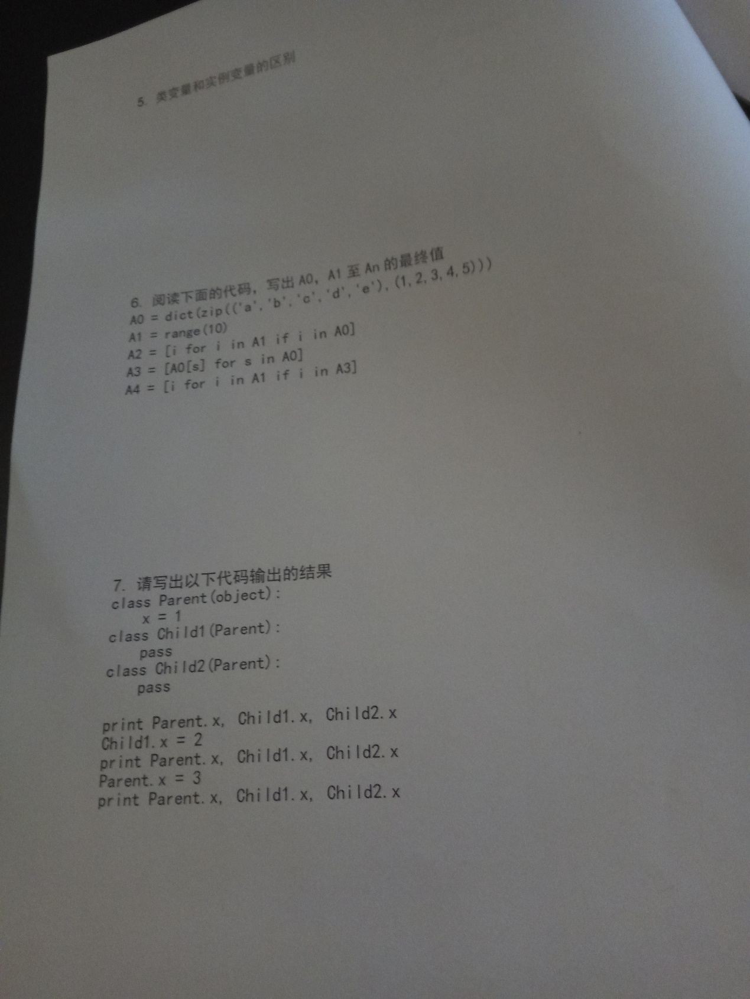 5. 类变量和实例变量的区别
6. 阅读下面的代码，写出 A0，A1 至 An 的最终值
A0 = dict(zip(('a','b','c','d','e'),(1,2,3,4,5)))
A1 = range(10)
A2 = [i for i in A1 if i in A0]
A3 = [A0[s] for s in A0]
A4 = [i for i in A1 if i in A3]
7. 请写出以下代码输出的结果
class Parent(object):
x = 1
class Child1(Parent):
pass
class Child2(Parent):
pass
print Parent.x, Child1.x, Child2.x
Child1.x = 2
print Parent.x, Child1.x, Child2.x
Parent.x = 3
print Parent.x, Child1.x, Child2.x